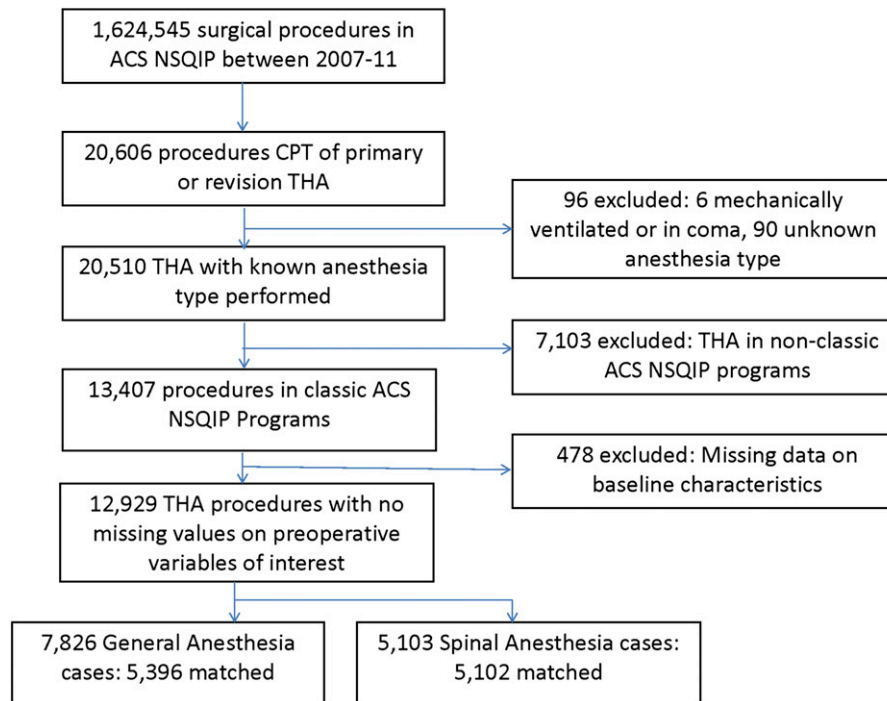 1,624,545 surgical procedures in
ACS NSQIP between 2007-11
20,606 procedures CPT of primary
or revision THA
96 excluded: 6 mechanically
ventilated or in coma, 90 unknown
anesthesia type
20,510 THA with known anesthesia
type performed
7,103 excluded: THA in non-classic
ACS NSQIP programs
13,407 procedures in classic ACS
NSQIP Programs
478 excluded: Missing data on
baseline characteristics
12,929 THA procedures with no
missing values on preoperative
variables of interest
7,826 General Anesthesia
cases: 5,396 matched
5,103 Spinal Anesthesia cases:
5,102 matched